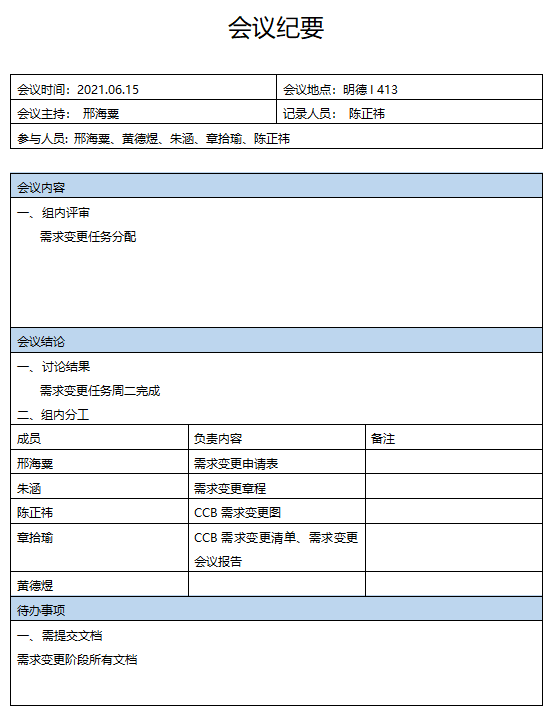 会议纪要
会议时间：2021.06.15 会议地点：明德 I 413
会议主持： 邢海粟 记录人员： 陈正祎
参与人员: 邢海粟、黄德煜、朱涵、章拾瑜、陈正祎
会议内容
一、组内评审
需求变更任务分配
会议结论
一、讨论结果
需求变更任务周二完成
二、组内分工
成员 负责内容 备注
邢海粟 需求变更申请表
朱涵 需求变更章程
陈正祎 CCB 需求变更图
章拾瑜 CCB 需求变更清单、需求变更
会议报告
黄德煜
待办事项
一、需提交文档
需求变更阶段所有文档